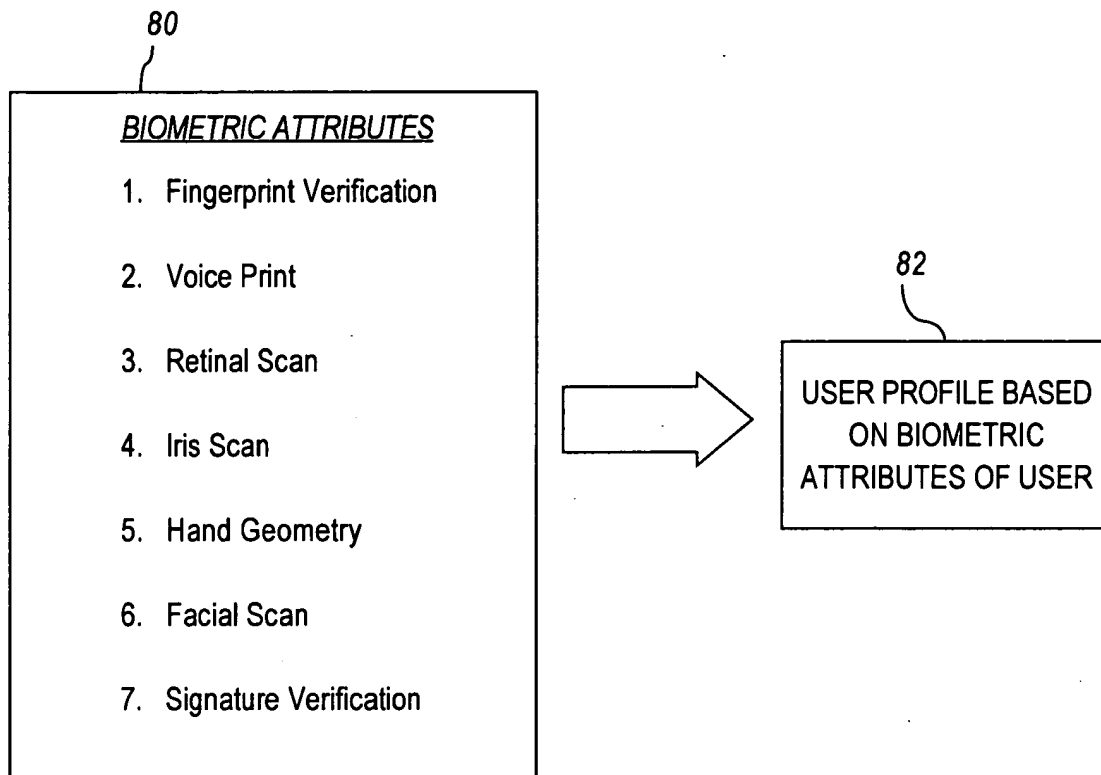 80
BIOMETRIC ATTRIBUTES
1. Fingerprint Verification
2. Voice Print
3. Retinal Scan
4. Iris Scan
5. Hand Geometry
6. Facial Scan
7. Signature Verification
82
USER PROFILE BASED
ON BIOMETRIC
ATTRIBUTES OF USER